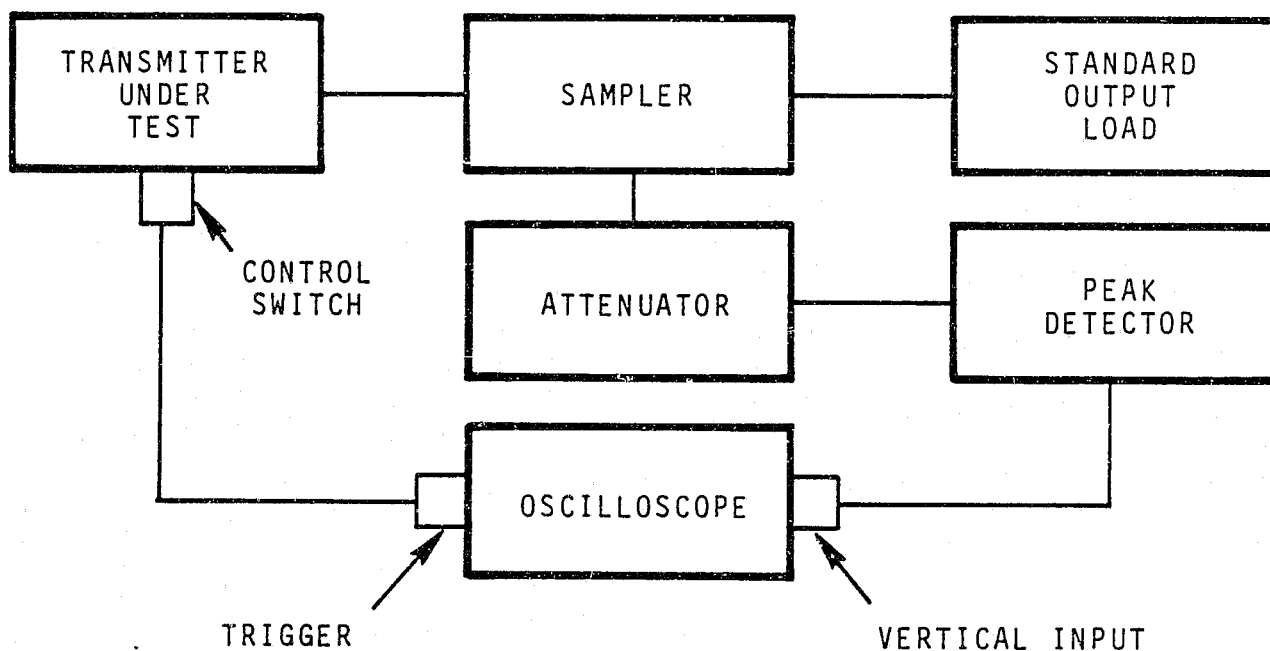 TRANSMITTER
UNDER
TEST
SAMPLER
STANDARD
OUTPUT
LOAD
CONTROL
SWITCH
ATTENUATOR
PEAK
DETECTOR
OSCILLOSCOPE
TRIGGER
VERTICAL INPUT